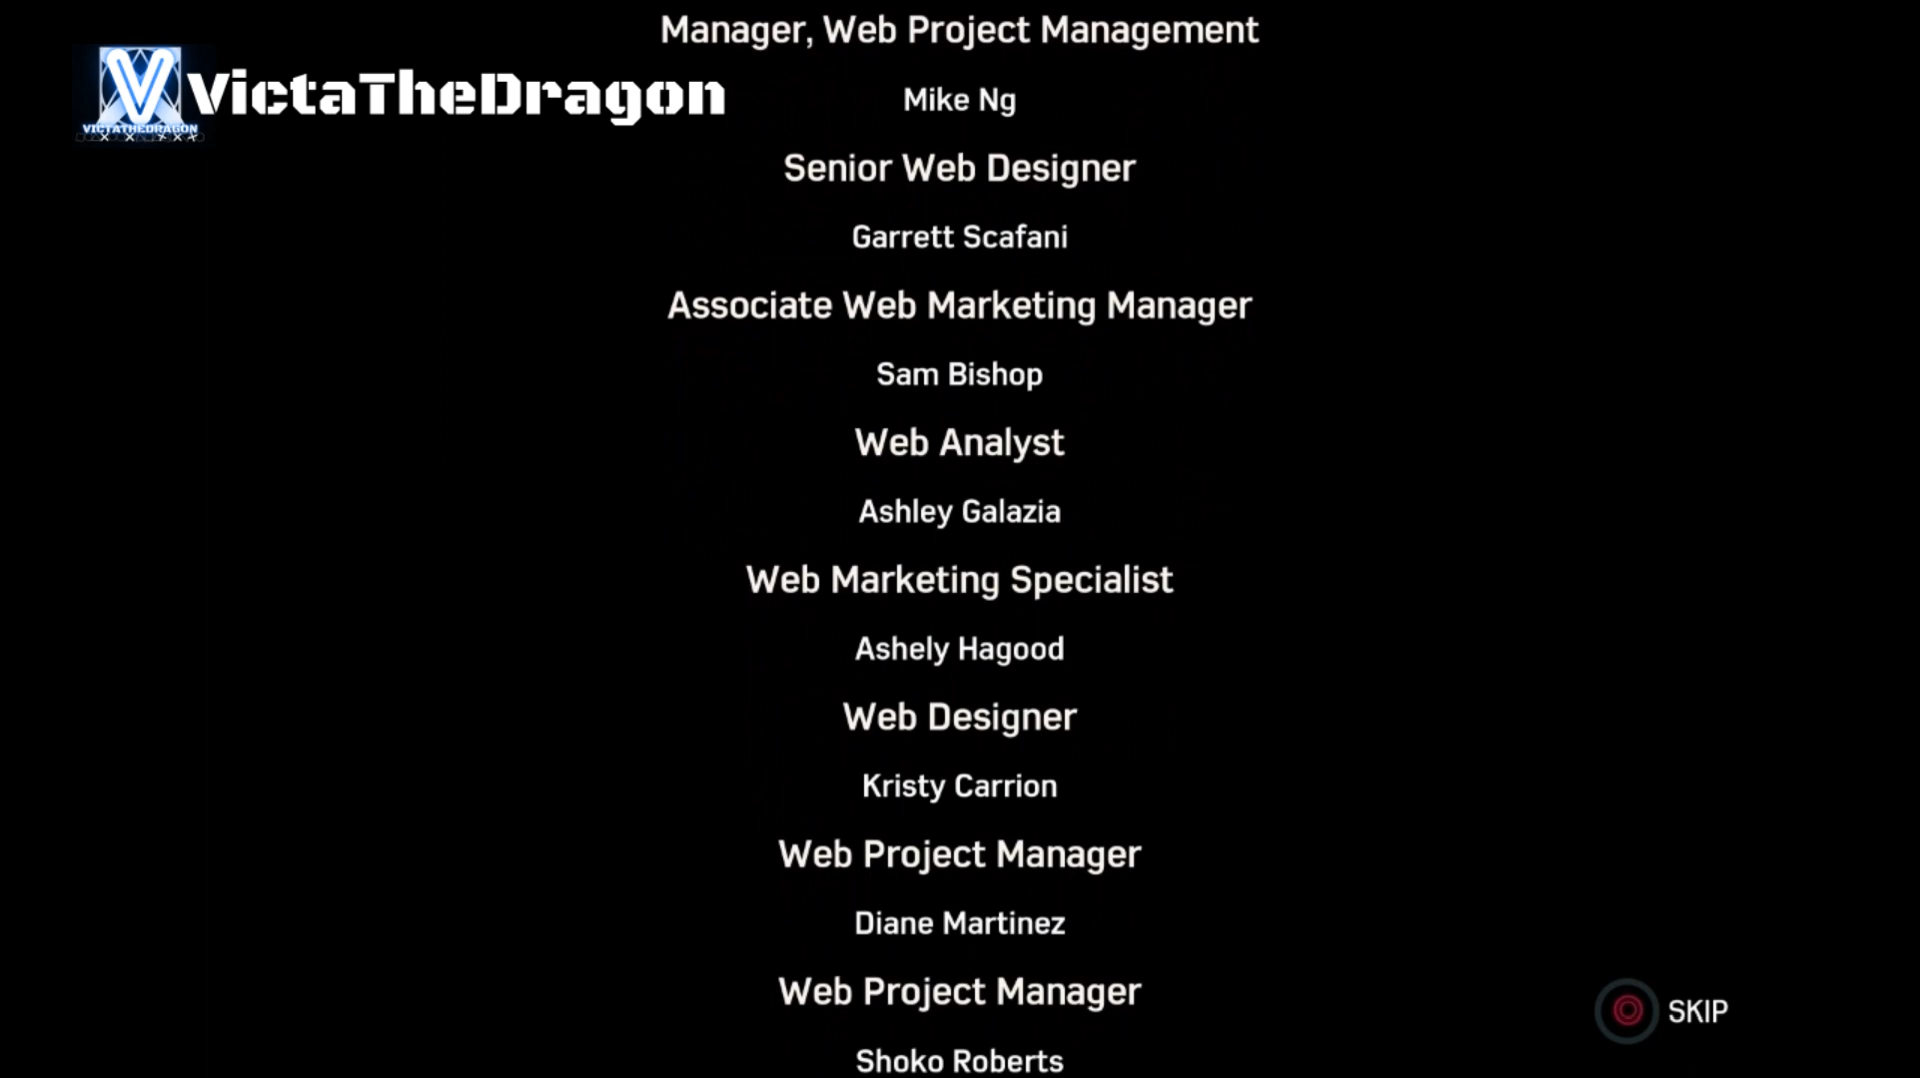 Manager, Web Project Management
VictaTheDragon
VICTATHEDRAGON
Mike Ng
Senior Web Designer
Garrett Scafani
Associate Web Marketing Manager
Sam Bishop
Web Analyst
Ashley Galazia
Web Marketing Specialist
Ashely Hagood
Web Designer
Kristy Carrion
Web Project Manager
Diane Martinez
Web Project Manager
SKIP
Shoko Roberts